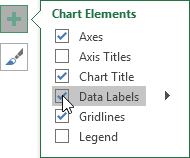 Chart Elements
Axes
Axis Titles
Chart Title
Data Labels
Gridlines
Legend